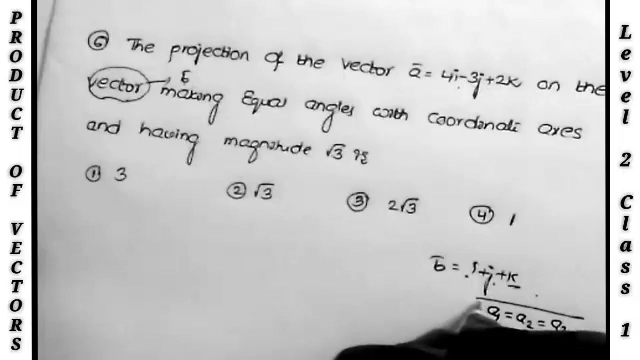 PRODUCT OF VECTORS
⑥ The projection of the vector a̅ = 4i-3j+2k on the
vector b̅ making Equal angles with coordinate axes
and having magnitude √3 is
① 3
② √3
③ 2√3
④ 1
b̅ = i+j+k
a₁ = a₂ = a₃
Level 2 Class 1